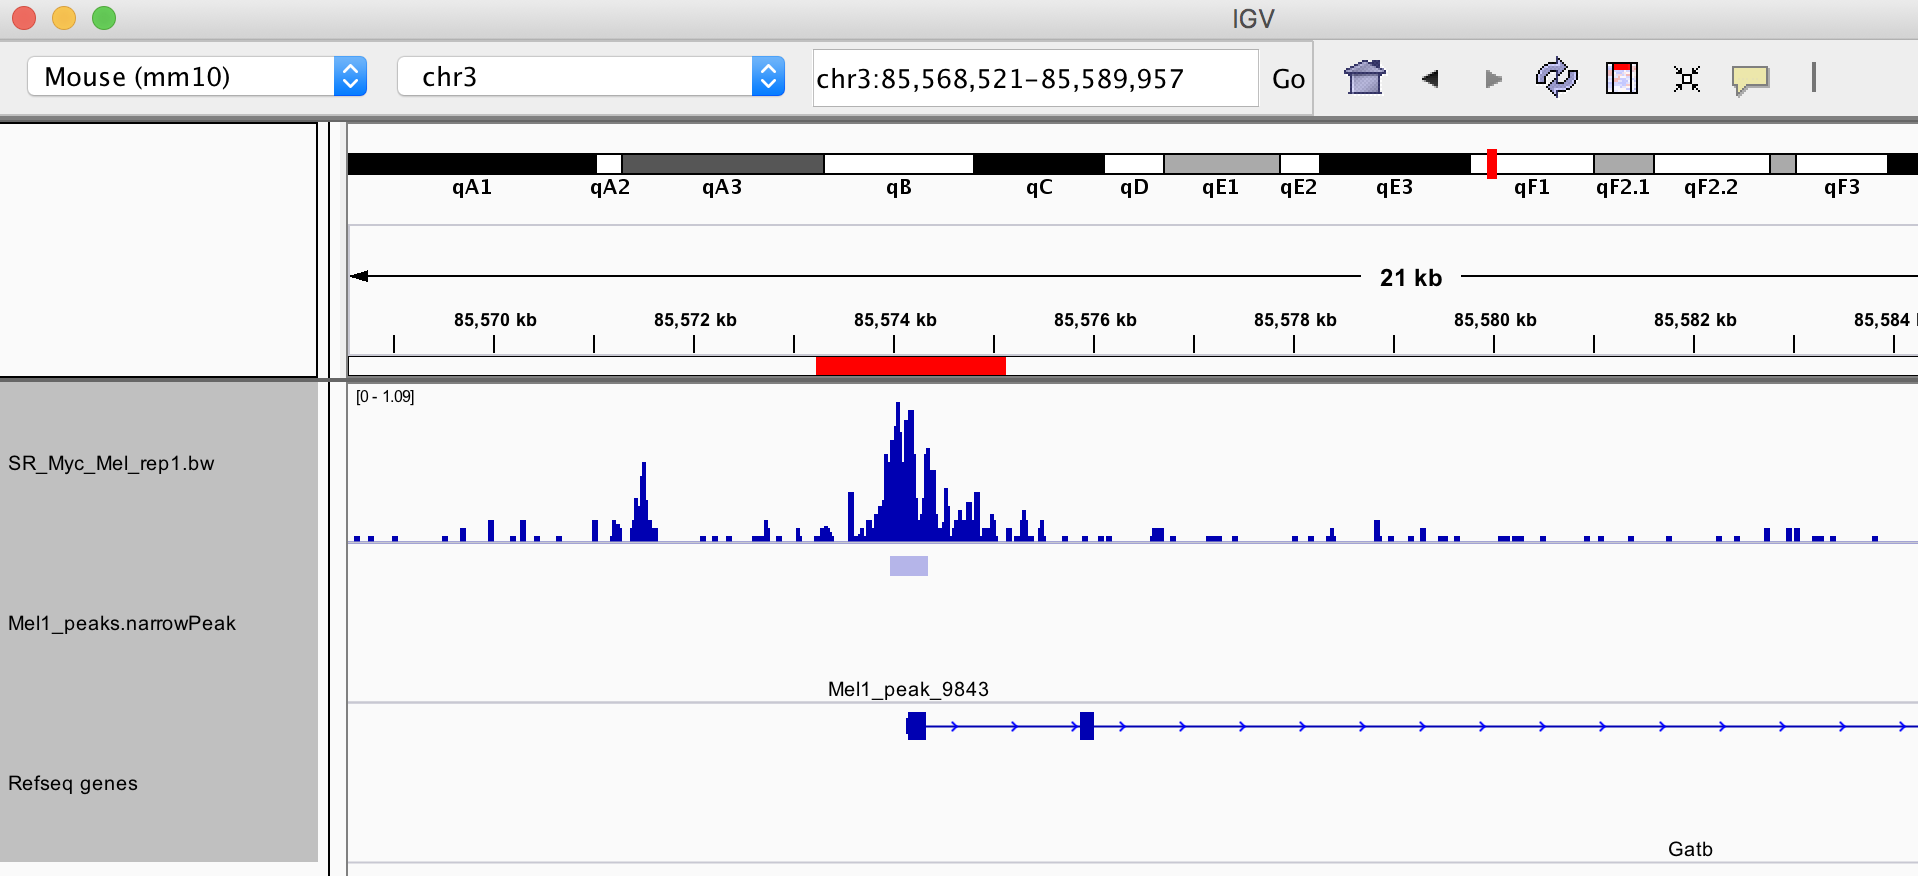 IGV
Mouse (mm10) chr3 chr3:85,568,521-85,589,957 Go
qA1 qA2 qA3 qB qC qD qE1 qE2 qE3 qF1 qF2.1 qF2.2 qF3
21 kb
85,570 kb 85,572 kb 85,574 kb 85,576 kb 85,578 kb 85,580 kb 85,582 kb 85,584
[0 - 1.09]
SR_Myc_Mel_rep1.bw
Mel1_peaks.narrowPeak
Mel1_peak_9843
Refseq genes
Gatb